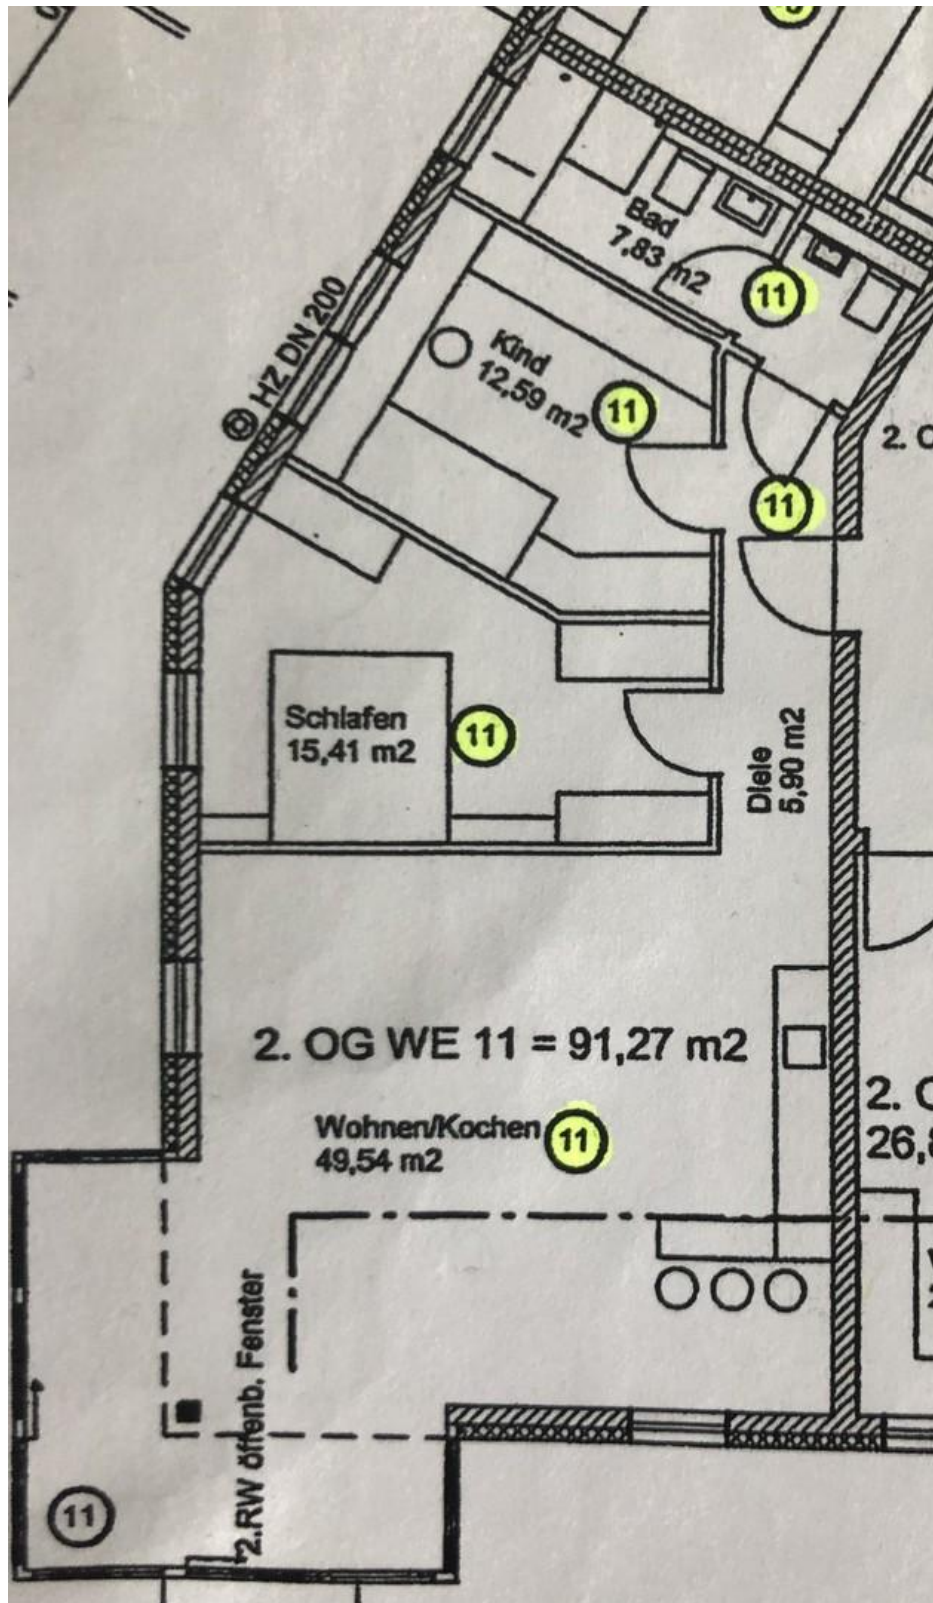 Bad
7,83 m2
11
HZ DN 200
Kind
12,59 m2
11
2. O
11
Schlafen
15,41 m2
11
Diele
5,90 m2
2. OG WE 11 = 91,27 m2
Wohnen/Kochen
49,54 m2
11
2. O
26,8
2.RW öffenb. Fenster
11